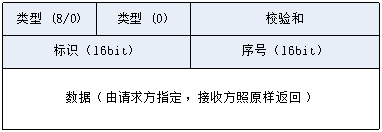 类型 (8/0) 类型 (0) 校验和
标识（16bit） 序号（16bit）
数据（由请求方指定，接收方照原样返回）